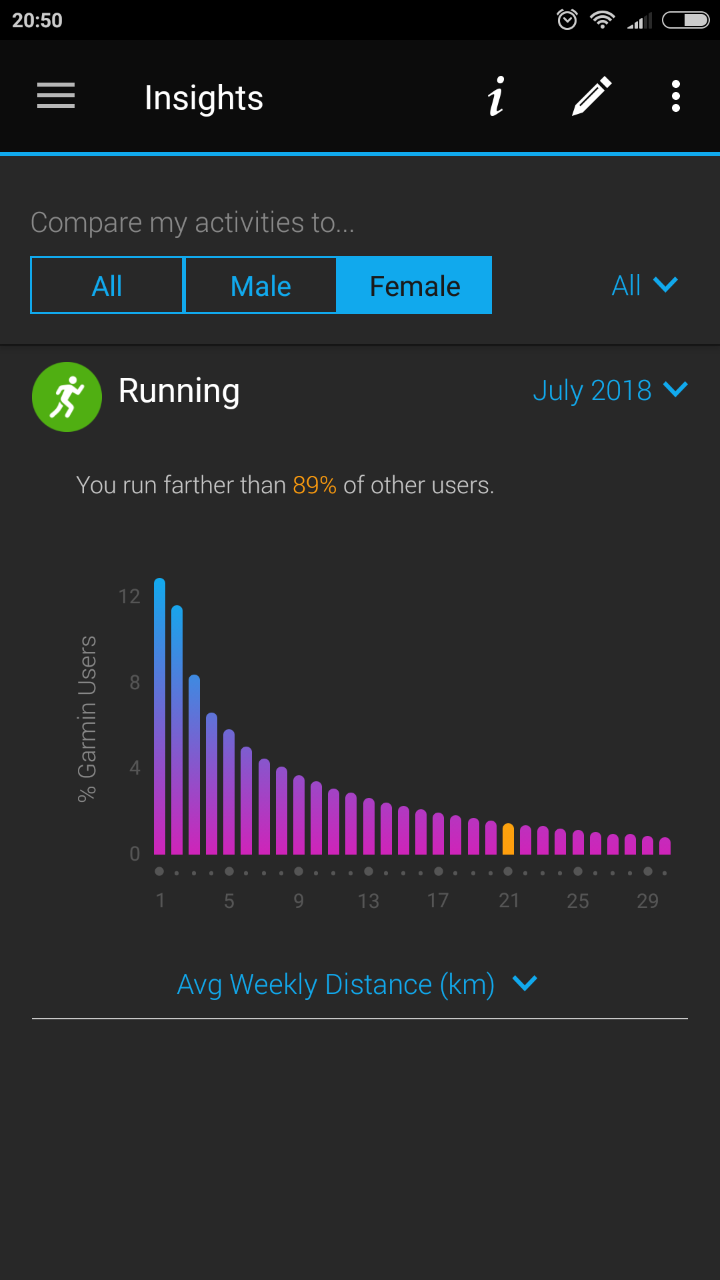 20:50
Insights
Compare my activities to...
All Male Female All
Running July 2018
You run farther than 89% of other users.
% Garmin Users
12
8
4
0
1 5 9 13 17 21 25 29
Avg Weekly Distance (km)